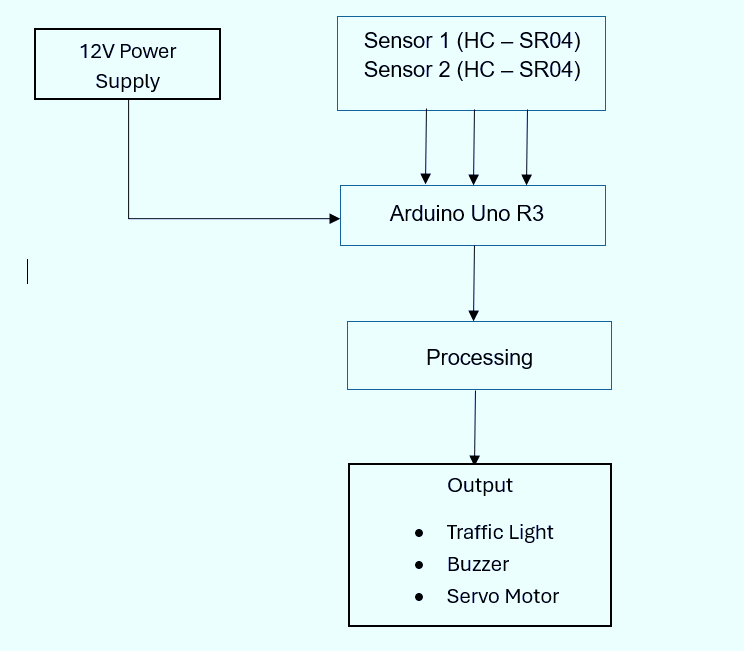 12V Power
Supply
Sensor 1 (HC – SR04)
Sensor 2 (HC – SR04)
Arduino Uno R3
Processing
Output
● Traffic Light
● Buzzer
● Servo Motor